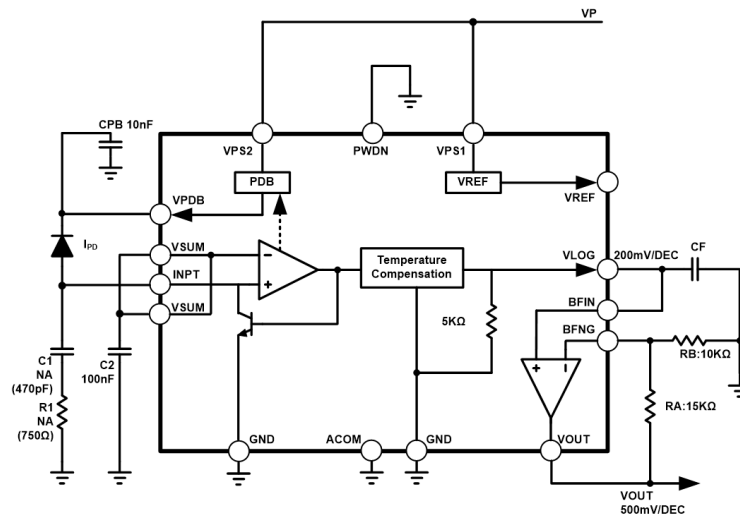 VP
CPB 10nF
VPS2
PWDN
VPS1
PDB
VREF
VREF
VPDB
IPD
VSUM
INPT
VSUM
Temperature
Compensation
VLOG
200mV/DEC
CF
BFIN
5KΩ
BFNG
RB:10KΩ
C1
NA
(470pF)
C2
100nF
R1
NA
(750Ω)
RA:15KΩ
GND
ACOM
GND
VOUT
VOUT
500mV/DEC